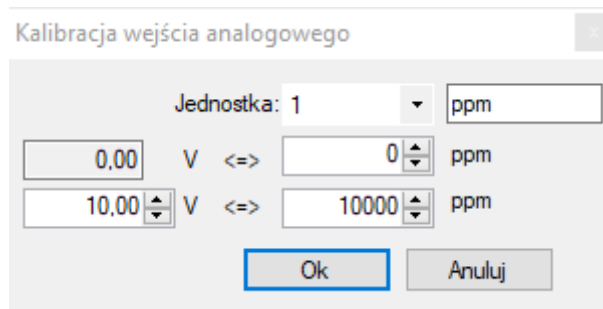 Kalibracja wejścia analogowego x
Jednostka: 1 ppm
0,00 V <=> 0 ppm
10,00 V <=> 10000 ppm
Ok Anuluj